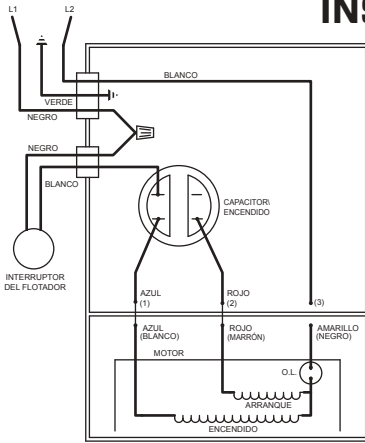 INS
L1
L2
BLANCO
VERDE
NEGRO
NEGRO
BLANCO
CAPACITOR\
ENCENDIDO
INTERRUPTOR
DEL FLOTADOR
AZUL
(1)
ROJO
(2)
(3)
AZUL
(BLANCO)
ROJO
(MARRÓN)
AMARILLO
(NEGRO)
MOTOR
O.L.
ARRANQUE
ENCENDIDO